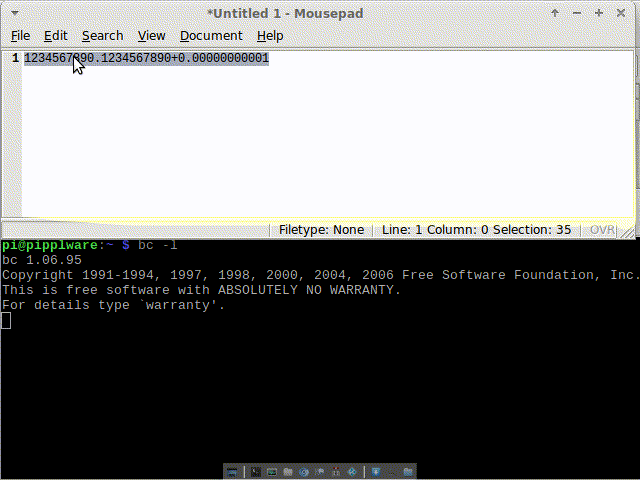 *Untitled 1 - Mousepad
File Edit Search View Document Help
1 1234567890.1234567890+0.00000000001
Filetype: None Line: 1 Column: 0 Selection: 35 OVR
pi@pipplware:~ $ bc -l
bc 1.06.95
Copyright 1991-1994, 1997, 1998, 2000, 2004, 2006 Free Software Foundation, Inc.
This is free software with ABSOLUTELY NO WARRANTY.
For details type `warranty'.